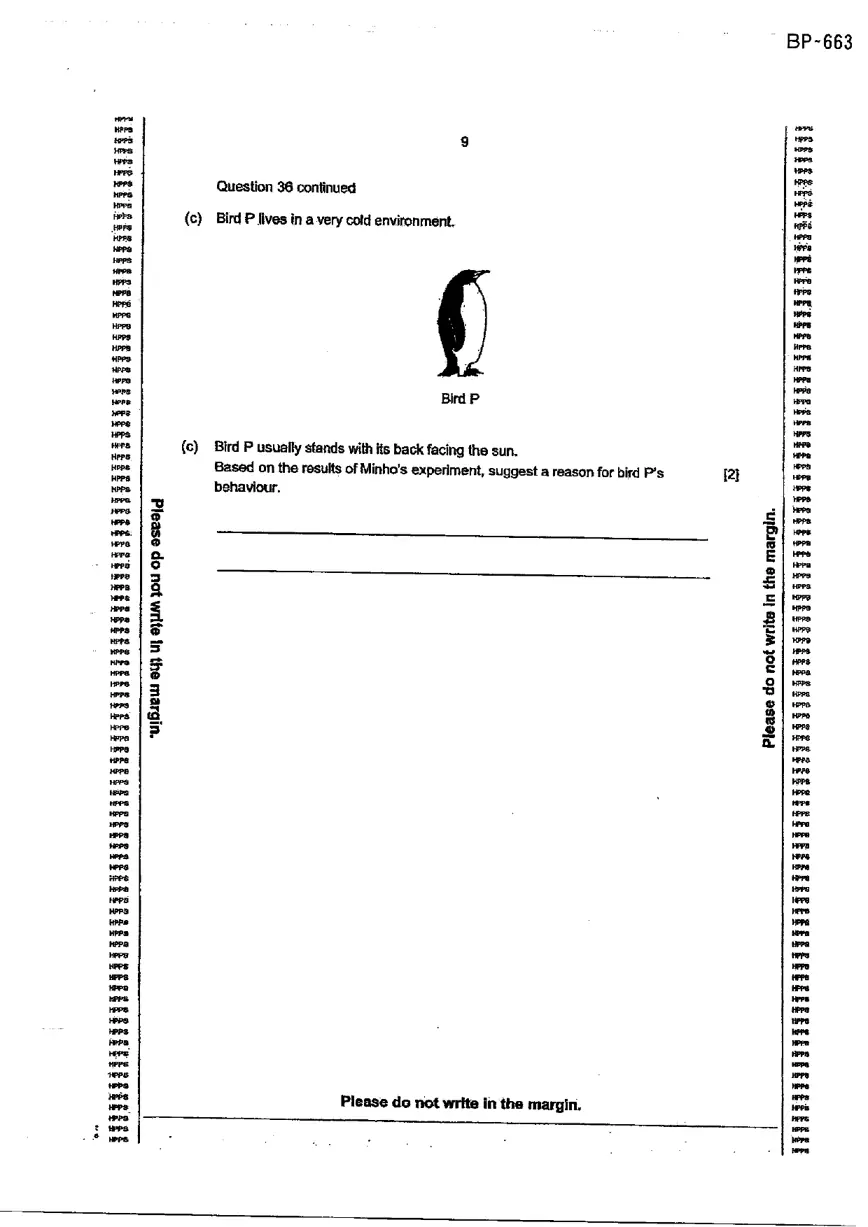 BP-663
9
Question 36 continued
(c) Bird P lives in a very cold environment.
Bird P
(c) Bird P usually stands with its back facing the sun.
Based on the results of Minho's experiment, suggest a reason for bird P's [2]
behaviour.
Please do not write in the margin.
Please do not write in the margin.
Please do not write in the margin.